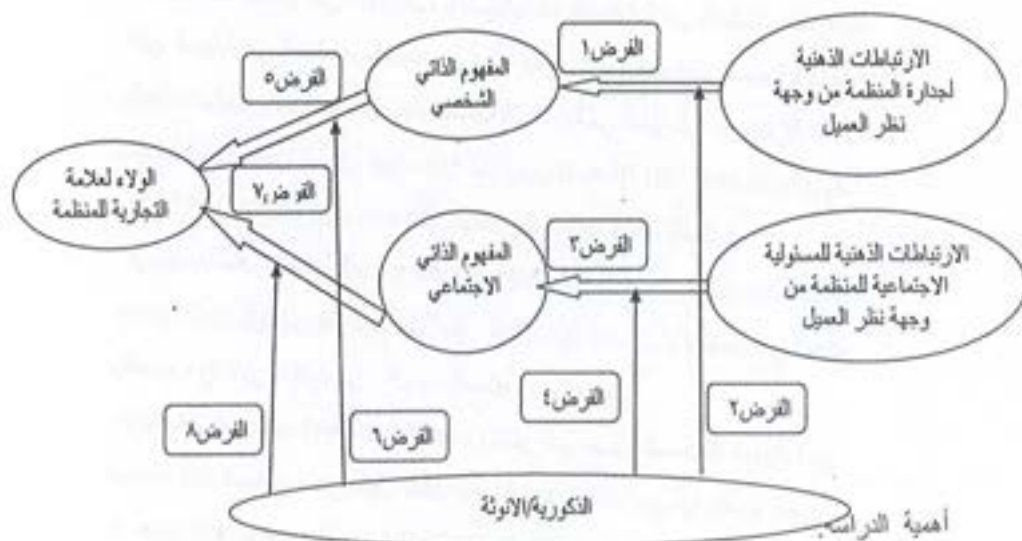 الارتباطات الذهنية
لجدارة المنظمة من وجهة
نظر العميل
الفرض١
المفهوم الذاتي
الشخصي
الفرض٥
الولاء لعلامة
التجارية للمنظمة
الفرض٧
الارتباطات الذهنية للمسئولية
الاجتماعية للمنظمة من
وجهة نظر العميل
الفرض٣
المفهوم الذاتي
الاجتماعي
الفرض٢
الفرض٤
الفرض٦
الفرض٨
الذكورية/الانوثة
أهمية الدراسة